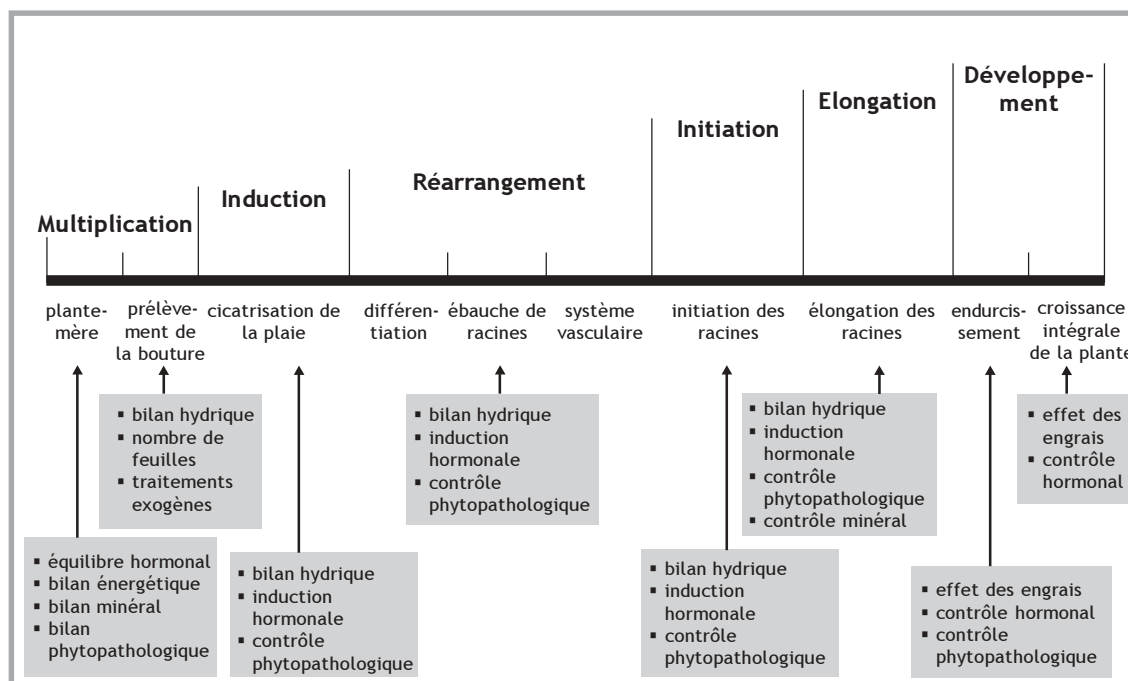 Multiplication
Induction
Réarrangement
Initiation
Elongation
Développe-
ment
plante-
mère
prélève-
ment de
la bouture
cicatrisation de
la plaie
différen-
tiation
ébauche de
racines
système
vasculaire
initiation des
racines
élongation des
racines
endurcis-
sement
croissance
intégrale
de la plante
▪ équilibre hormonal
▪ bilan énergétique
▪ bilan minéral
▪ bilan
phytopathologique
▪ bilan hydrique
▪ nombre de
feuilles
▪ traitements
exogènes
▪ bilan hydrique
▪ induction
hormonale
▪ contrôle
phytopathologique
▪ bilan hydrique
▪ induction
hormonale
▪ contrôle
phytopathologique
▪ bilan hydrique
▪ induction
hormonale
▪ contrôle
phytopathologique
▪ bilan hydrique
▪ induction
hormonale
▪ contrôle
phytopathologique
▪ contrôle minéral
▪ effet des engrais
▪ contrôle hormonal
▪ contrôle
phytopathologique
▪ effet des
engrais
▪ contrôle
hormonal